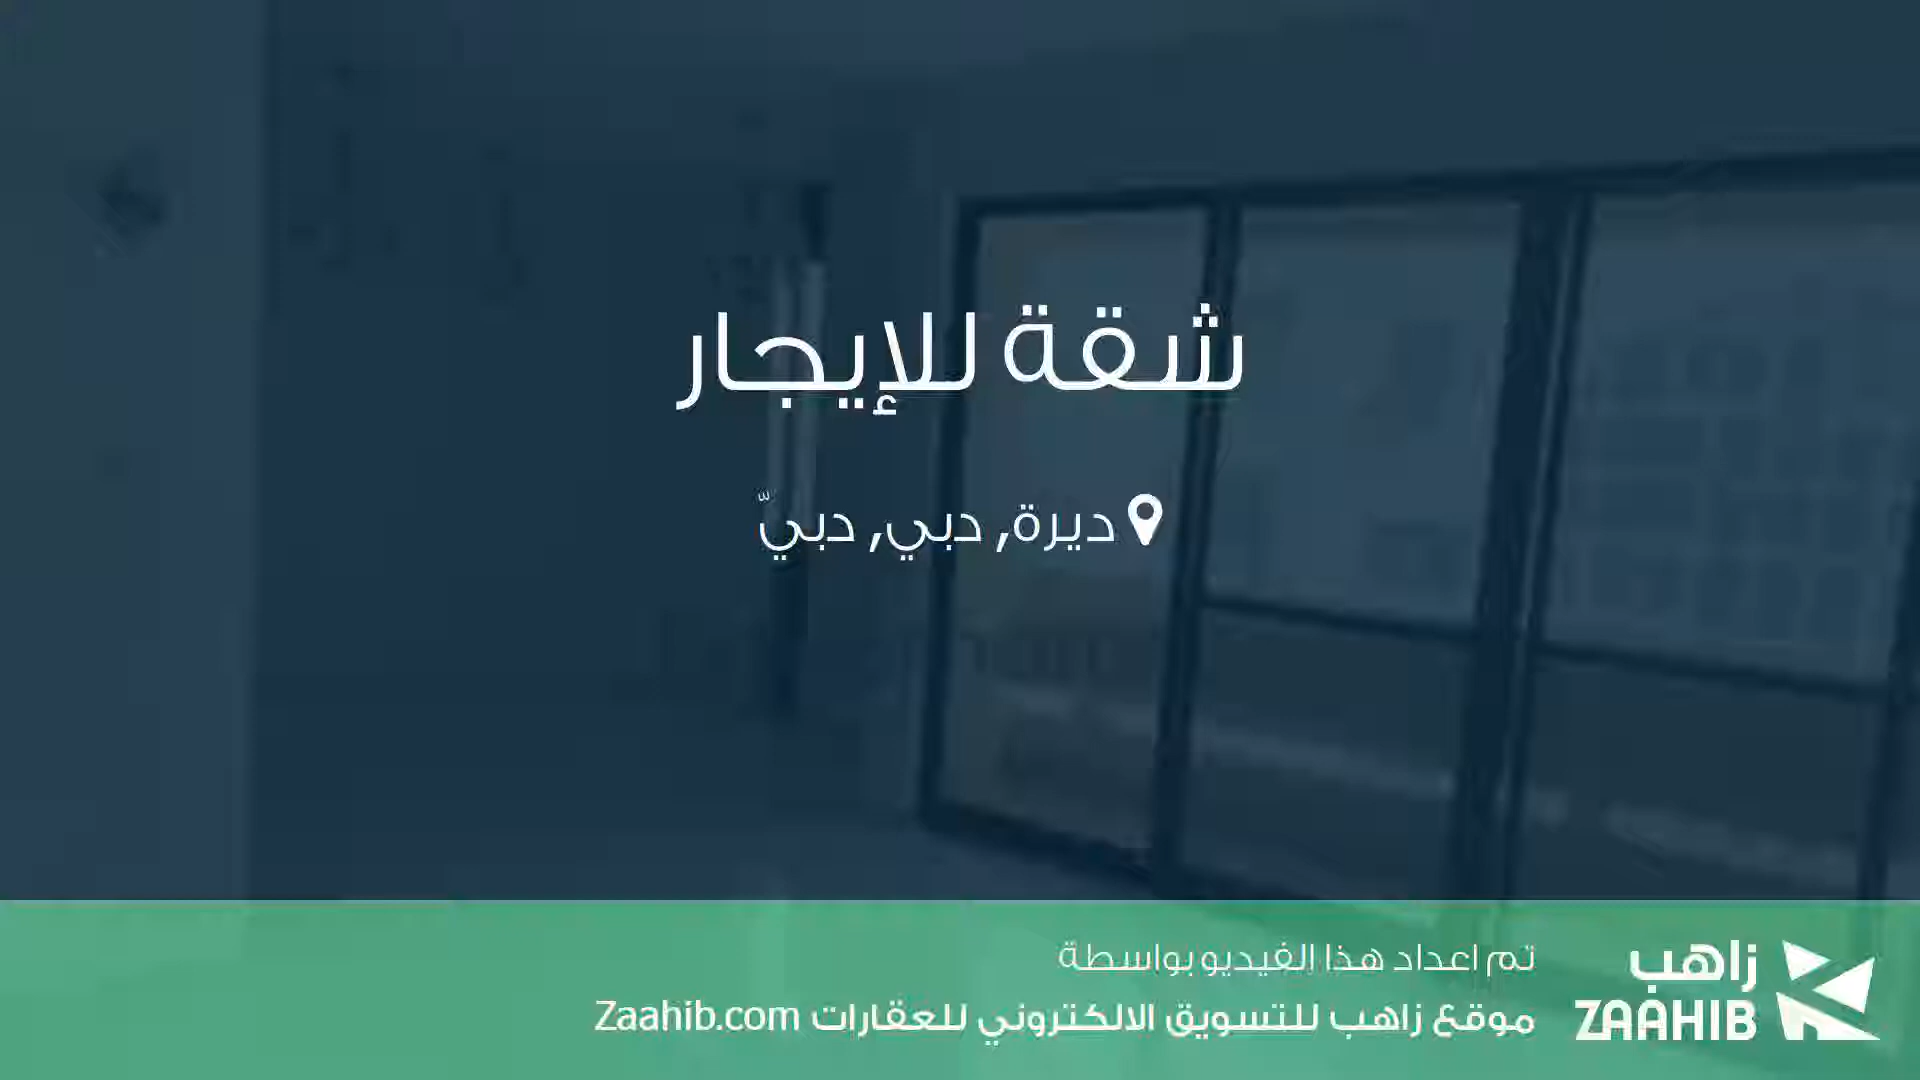 شقة للإيجار
ديرة, دبي, دبيّ
تم اعداد هذا الفيديو بواسطة
موقع زاهب للتسويق الالكتروني للعقارات Zaahib.com
زاهب
ZAAHIB